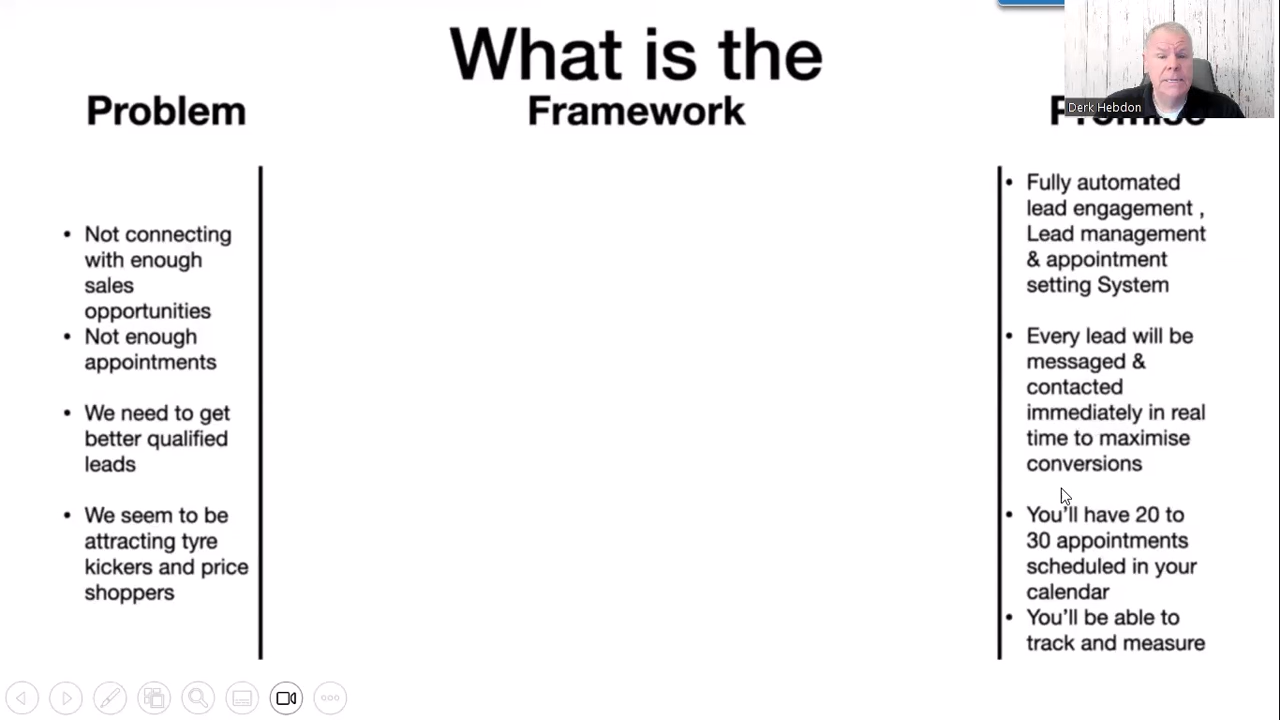 What is the
Problem
Framework
Promise
• Not connecting
with enough
sales
opportunities
• Not enough
appointments
• We need to get
better qualified
leads
• We seem to be
attracting tyre
kickers and price
shoppers
• Fully automated
lead engagement ,
Lead management
& appointment
setting System
• Every lead will be
messaged &
contacted
immediately in real
time to maximise
conversions
• You'll have 20 to
30 appointments
scheduled in your
calendar
• You'll be able to
track and measure
Derk Hebdon